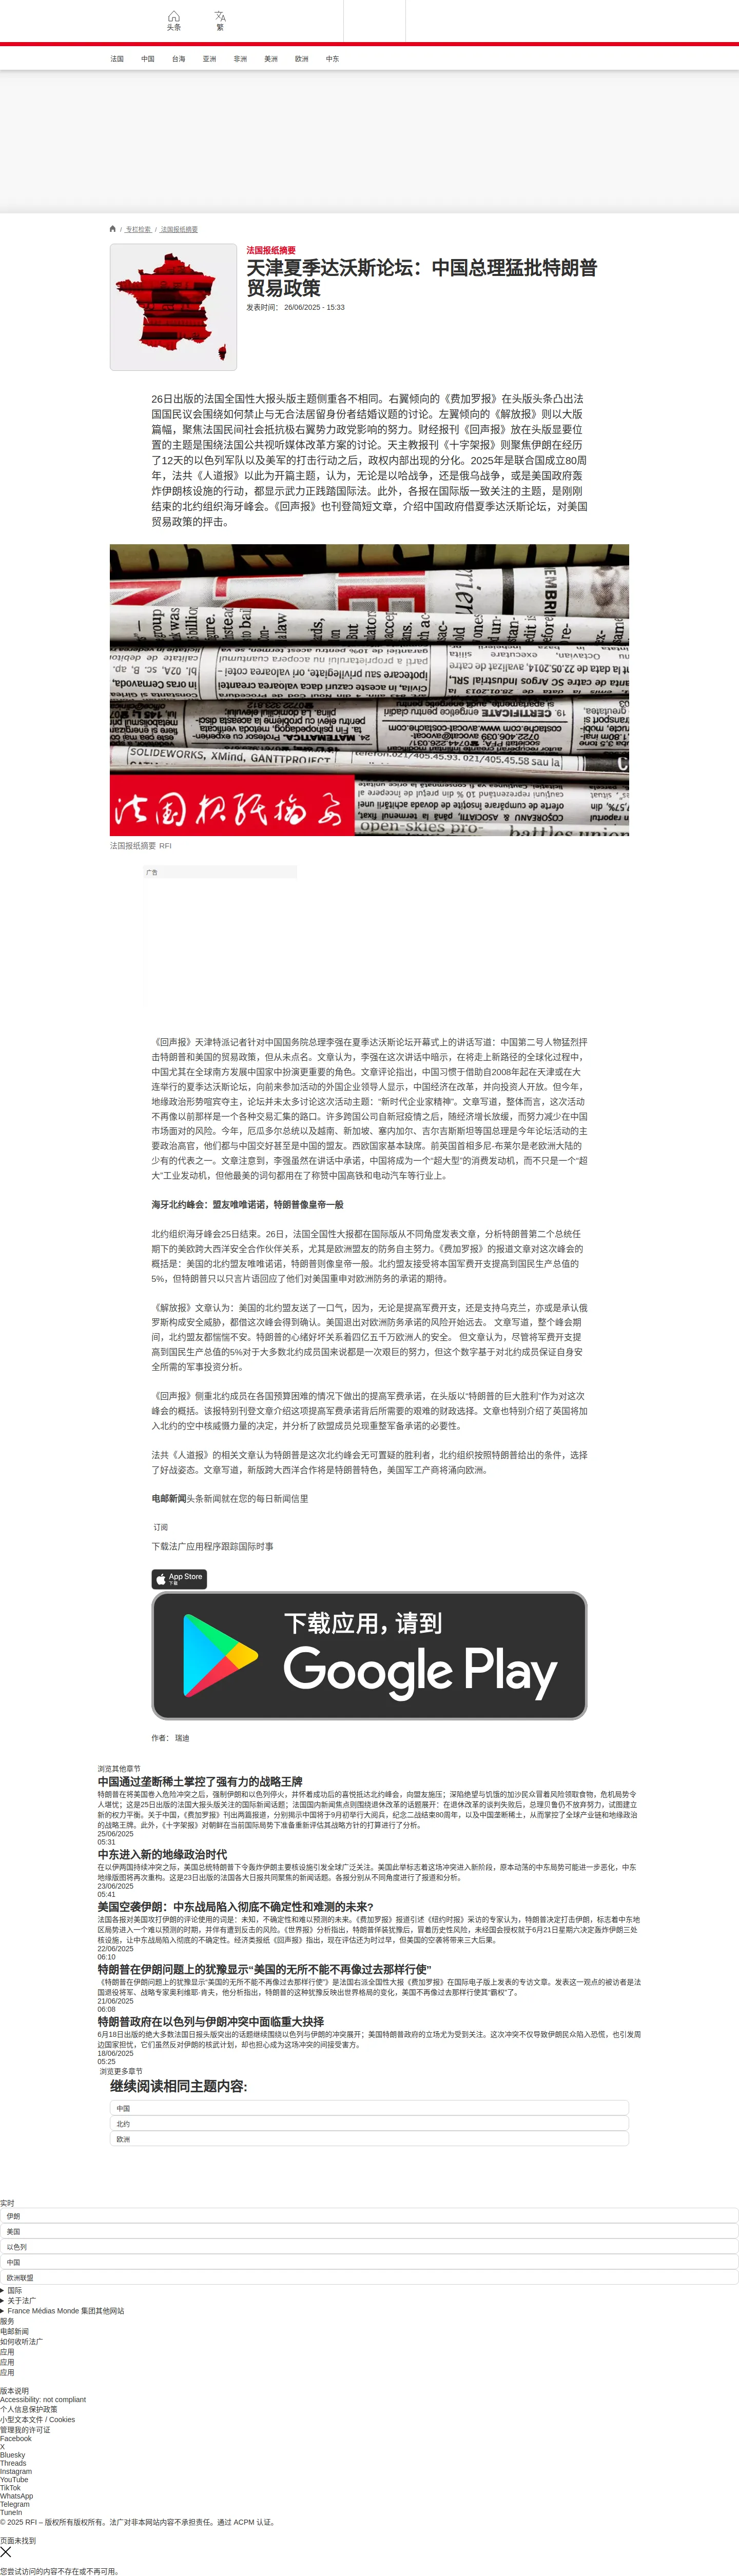 头条
繁
法国
中国
台海
亚洲
非洲
美洲
欧洲
中东
/ 专栏检索 / 法国报纸摘要
法国报纸摘要
天津夏季达沃斯论坛：中国总理猛批特朗普
贸易政策
发表时间： 26/06/2025 - 15:33
26日出版的法国全国性大报头版主题侧重各不相同。右翼倾向的《费加罗报》在头版头条凸出法
国国民议会围绕如何禁止与无合法居留身份者结婚议题的讨论。左翼倾向的《解放报》则以大版
篇幅，聚焦法国民间社会抵抗极右翼势力政党影响的努力。财经报刊《回声报》放在头版显要位
置的主题是围绕法国公共视听媒体改革方案的讨论。天主教报刊《十字架报》则聚焦伊朗在经历
了12天的以色列军队以及美军的打击行动之后，政权内部出现的分化。2025年是联合国成立80周
年，法共《人道报》以此为开篇主题，认为，无论是以哈战争，还是俄乌战争，或是美国政府轰
炸伊朗核设施的行动，都显示武力正践踏国际法。此外，各报在国际版一致关注的主题，是刚刚
结束的北约组织海牙峰会。《回声报》也刊登简短文章，介绍中国政府借夏季达沃斯论坛，对美国
贸易政策的抨击。
法国报纸摘要
法国报纸摘要 RFI
广告
《回声报》天津特派记者针对中国国务院总理李强在夏季达沃斯论坛开幕式上的讲话写道：中国第二号人物猛烈抨
击特朗普和美国的贸易政策，但从未点名。文章认为，李强在这次讲话中暗示，在将走上新路径的全球化过程中，
中国尤其在全球南方发展中国家中扮演更重要的角色。文章评论指出，中国习惯于借助自2008年起在天津或在大
连举行的夏季达沃斯论坛，向前来参加活动的外国企业领导人显示，中国经济在改革，并向投资人开放。但今年，
地缘政治形势喧宾夺主，论坛并未太多讨论这次活动主题：“新时代企业家精神”。文章写道，整体而言，这次活动
不再像以前那样是一个各种交易汇集的路口。许多跨国公司自新冠疫情之后，随经济增长放缓，而努力减少在中国
市场面对的风险。今年，厄瓜多尔总统以及越南、新加坡、塞内加尔、吉尔吉斯斯坦等国总理是今年论坛活动的主
要政治高官，他们都与中国交好甚至是中国的盟友。西欧国家基本缺席。前英国首相多尼-布莱尔是老欧洲大陆的
少有的代表之一。文章注意到，李强虽然在讲话中承诺，中国将成为一个“超大型”的消费发动机，而不只是一个“超
大”工业发动机，但他最美的词句都用在了称赞中国高铁和电动汽车等行业上。
海牙北约峰会：盟友唯唯诺诺，特朗普像皇帝一般
北约组织海牙峰会25日结束。26日，法国全国性大报都在国际版从不同角度发表文章，分析特朗普第二个总统任
期下的美欧跨大西洋安全合作伙伴关系，尤其是欧洲盟友的防务自主努力。《费加罗报》的报道文章对这次峰会的
概括是：美国的北约盟友唯唯诺诺，特朗普则像皇帝一般。北约盟友接受将本国军费开支提高到国民生产总值的
5%，但特朗普只以只言片语回应了他们对美国重申对欧洲防务的承诺的期待。
《解放报》文章认为：美国的北约盟友送了一口气，因为，无论是提高军费开支，还是支持乌克兰，亦或是承认俄
罗斯构成安全威胁，都借这次峰会得到确认。美国退出对欧洲防务承诺的风险开始远去。 文章写道，整个峰会期
间，北约盟友都惴惴不安。特朗普的心绪好坏关系着四亿五千万欧洲人的安全。 但文章认为，尽管将军费开支提
高到国民生产总值的5%对于大多数北约成员国来说都是一次艰巨的努力，但这个数字基于对北约成员保证自身安
全所需的军事投资分析。
《回声报》侧重北约成员在各国预算困难的情况下做出的提高军费承诺，在头版以“特朗普的巨大胜利”作为对这次
峰会的概括。该报特别刊登文章介绍这项提高军费承诺背后所需要的艰难的财政选择。文章也特别介绍了英国将加
入北约的空中核威慑力量的决定，并分析了欧盟成员兑现重整军备承诺的必要性。
法共《人道报》的相关文章认为特朗普是这次北约峰会无可置疑的胜利者，北约组织按照特朗普给出的条件，选择
了好战姿态。文章写道，新版跨大西洋合作将是特朗普特色，美国军工产商将涌向欧洲。
电邮新闻头条新闻就在您的每日新闻信里
订阅
下载法广应用程序跟踪国际时事
App Store
下载
下载应用，请到
Google Play
作者： 瑞迪
浏览其他章节
中国通过垄断稀土掌控了强有力的战略王牌
特朗普在将美国卷入危险冲突之后，强制伊朗和以色列停火，并怀着成功后的喜悦抵达北约峰会，向盟友施压；深陷绝望与饥饿的加沙民众冒着风险领取食物，危机局势令
人堪忧；这是25日出版的法国大报头版关注的国际新闻话题；法国国内新闻焦点则围绕退休改革的话题展开：在退休改革的谈判失败后，总理贝鲁仍不放弃努力，试图建立
新的权力平衡。关于中国，《费加罗报》刊出两篇报道，分别揭示中国将于9月初举行大阅兵，纪念二战结束80周年，以及中国垄断稀土，从而掌控了全球产业链和地缘政治
的战略王牌。此外，《十字架报》对朝鲜在当前国际局势下准备重新评估其战略方针的打算进行了分析。
25/06/2025
05:31
中东进入新的地缘政治时代
在以伊两国持续冲突之际，美国总统特朗普下令轰炸伊朗主要核设施引发全球广泛关注。美国此举标志着这场冲突进入新阶段，原本动荡的中东局势可能进一步恶化，中东
地缘版图将再次重构。这是23日出版的法国各大日报共同聚焦的新闻话题。各报分别从不同角度进行了报道和分析。
23/06/2025
05:41
美国空袭伊朗：中东战局陷入彻底不确定性和难测的未来?
法国各报对美国攻打伊朗的评论使用的词是：未知，不确定性和难以预测的未来。《费加罗报》报道引述《纽约时报》采访的专家认为，特朗普决定打击伊朗，标志着中东地
区局势进入一个难以预测的时期，并伴有遭到反击的风险。《世界报》分析指出，特朗普佯装犹豫后，冒着历史性风险，未经国会授权就于6月21日星期六决定轰炸伊朗三处
核设施，让中东战局陷入彻底的不确定性。经济类报纸《回声报》指出，现在评估还为时过早，但美国的空袭将带来三大后果。
22/06/2025
06:10
特朗普在伊朗问题上的犹豫显示“美国的无所不能不再像过去那样行使”
《特朗普在伊朗问题上的犹豫显示“美国的无所不能不再像过去那样行使”》是法国右派全国性大报《费加罗报》在国际电子版上发表的专访文章。发表这一观点的被访者是法
国退役将军、战略专家奥利维耶·肯夫，他分析指出，特朗普的这种犹豫反映出世界格局的变化，美国不再像过去那样行使其“霸权”了。
21/06/2025
06:08
特朗普政府在以色列与伊朗冲突中面临重大抉择
6月18日出版的绝大多数法国日报头版突出的话题继续围绕以色列与伊朗的冲突展开；美国特朗普政府的立场尤为受到关注。这次冲突不仅导致伊朗民众陷入恐慌，也引发周
边国家担忧，它们虽然反对伊朗的核武计划，却也担心成为这场冲突的间接受害方。
18/06/2025
05:25
浏览更多章节
继续阅读相同主题内容:
中国
北约
欧洲
实时
伊朗
美国
以色列
中国
欧洲联盟
国际
关于法广
France Médias Monde 集团其他网站
服务
电邮新闻
如何收听法广
应用
应用
应用
版本说明
Accessibility: not compliant
个人信息保护政策
小型文本文件 / Cookies
管理我的许可证
Facebook
X
Bluesky
Threads
Instagram
YouTube
TikTok
WhatsApp
Telegram
TuneIn
© 2025 RFI – 版权所有版权所有。法广对非本网站内容不承担责任。通过 ACPM 认证。
页面未找到
您尝试访问的内容不存在或不再可用。